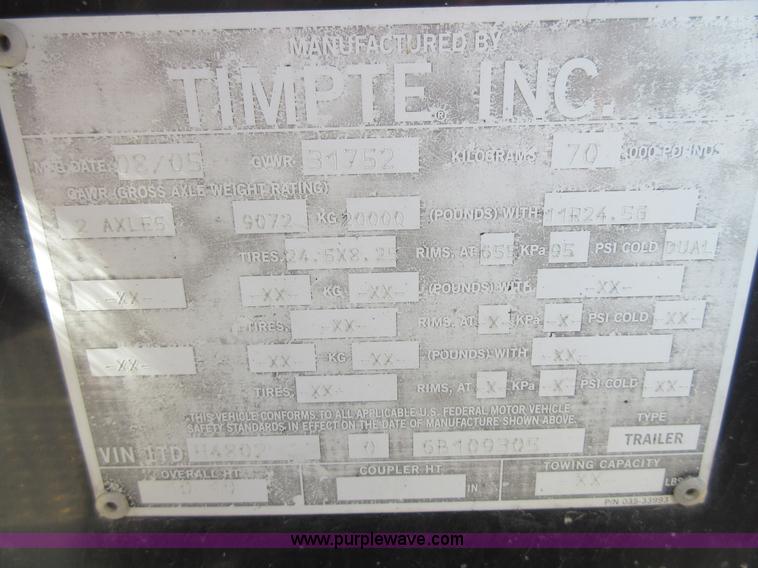 MANUFACTURED BY
TIMPTE® INC.
MFG DATE 08/05 GVWR 31752 KILOGRAMS 70 ,000 POUNDS
GAWR (GROSS AXLE WEIGHT RATING)
2 AXLES 9072 KG 20000 (POUNDS) WITH 11R24.5G
TIRES, 24.5X8.25 RIMS, AT 655 KPa 95 PSI COLD DUAL
-XX- -XX- KG -XX- (POUNDS) WITH -XX-
TIRES, -XX- RIMS, AT -X- KPa -X- PSI COLD -XX-
-XX- -XX- KG -XX- (POUNDS) WITH -XX-
TIRES, -XX- RIMS, AT -X- KPa -X- PSI COLD -XX-
THIS VEHICLE CONFORMS TO ALL APPLICABLE U.S. FEDERAL MOTOR VEHICLE
SAFETY STANDARDS IN EFFECT ON THE DATE OF MANUFACTURE SHOWN ABOVE.
TYPE
VIN 1TD 0 6B109305 TRAILER
OVERALL HT COUPLER HT TOWING CAPACITY
IN -XX- LBS
P/N 035-33993
www.purplewave.com